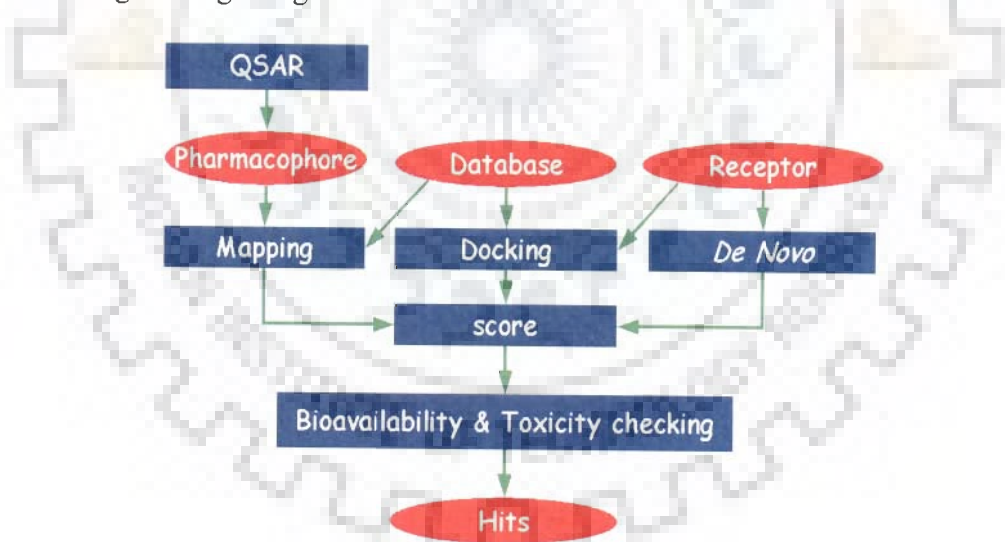 QSAR
Pharmacophore
Database
Receptor
Mapping
Docking
De Novo
score
Bioavailability & Toxicity checking
Hits